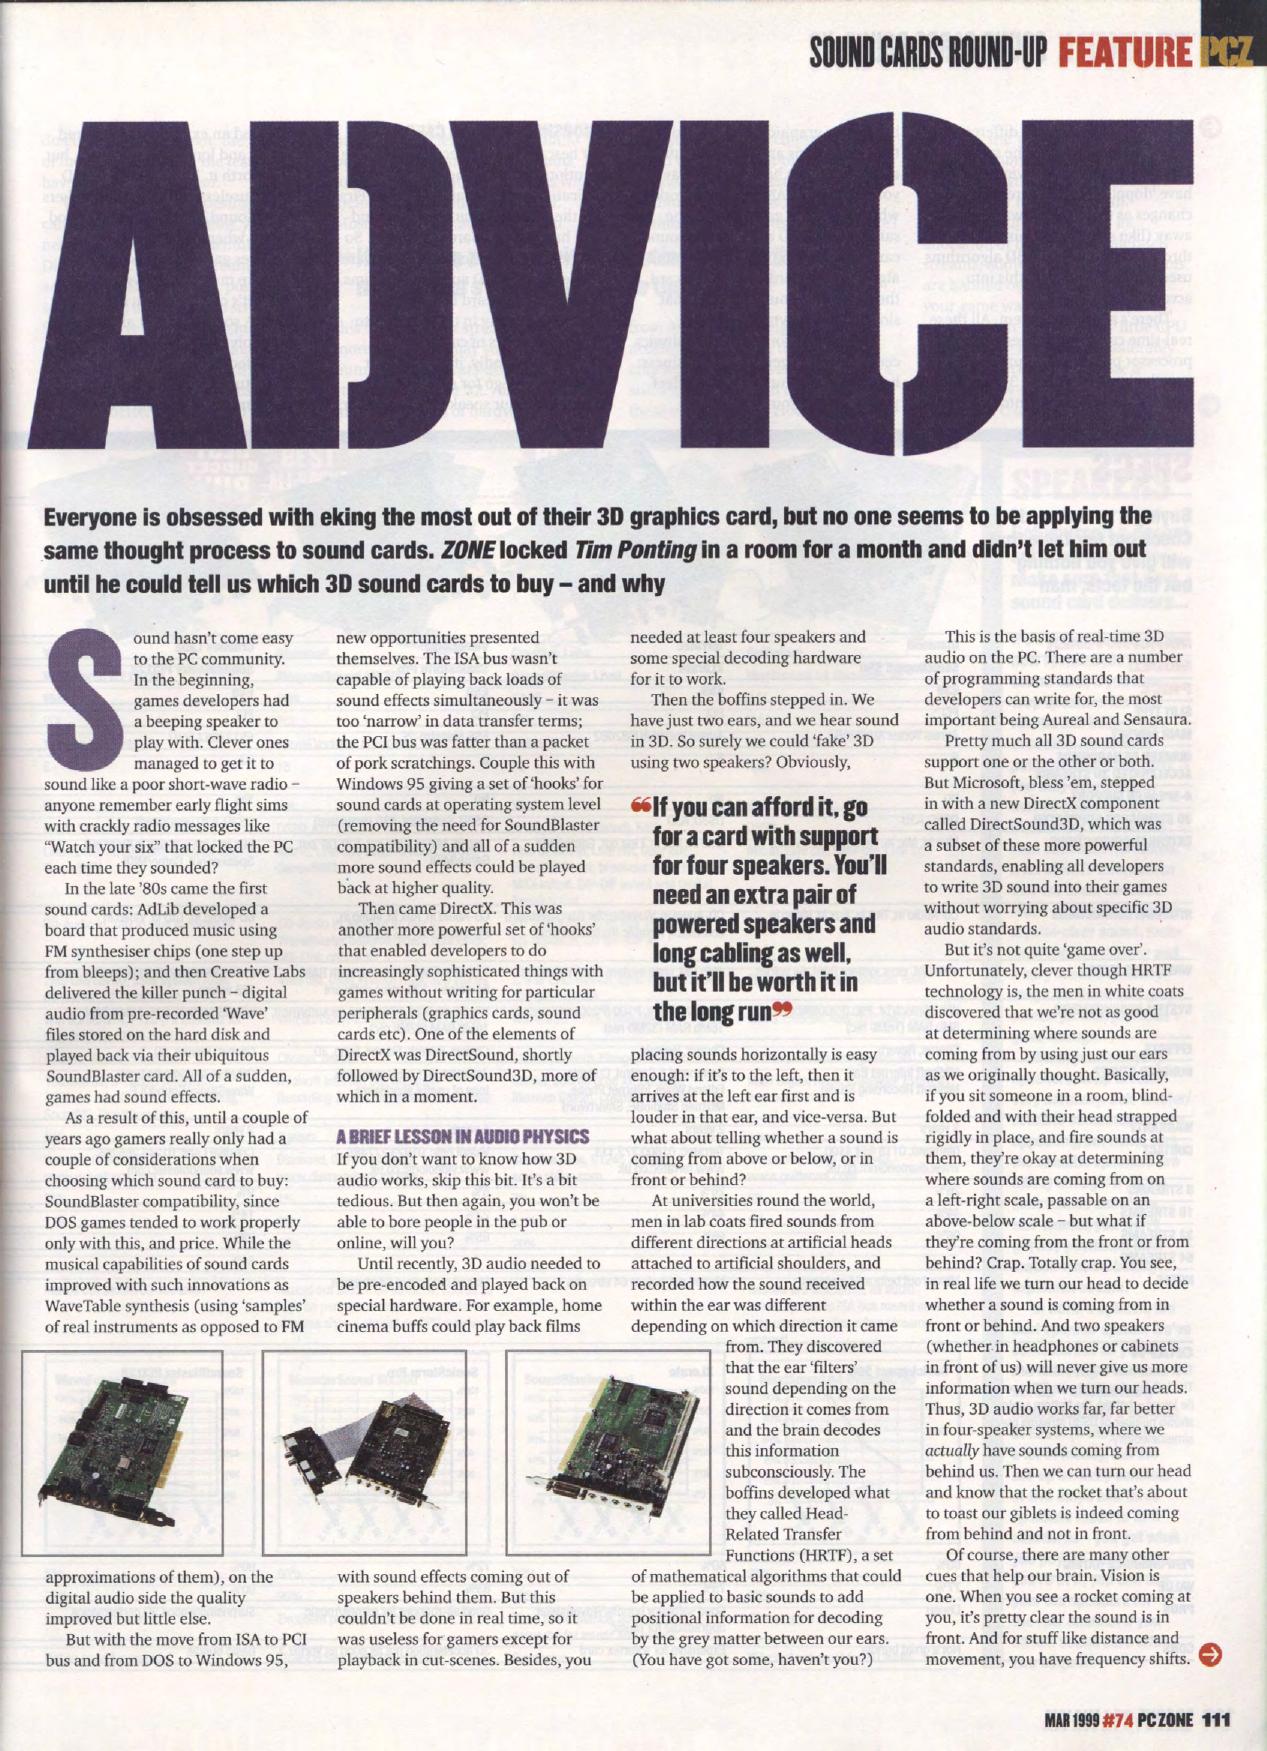 SOUND CARDS ROUND-UP FEATURE PCZ
ADVICE
Everyone is obsessed with eking the most out of their 3D graphics card, but no one seems to be applying the
same thought process to sound cards. ZONE locked Tim Ponting in a room for a month and didn't let him out
until he could tell us which 3D sound cards to buy – and why
Sound hasn't come easy
to the PC community.
In the beginning,
games developers had
a beeping speaker to
play with. Clever ones
managed to get it to
sound like a poor short-wave radio –
anyone remember early flight sims
with crackly radio messages like
“Watch your six” that locked the PC
each time they sounded?
In the late '80s came the first
sound cards: AdLib developed a
board that produced music using
FM synthesiser chips (one step up
from bleeps); and then Creative Labs
delivered the killer punch – digital
audio from pre-recorded ‘Wave’
files stored on the hard disk and
played back via their ubiquitous
SoundBlaster card. All of a sudden,
games had sound effects.
As a result of this, until a couple of
years ago gamers really only had a
couple of considerations when
choosing which sound card to buy:
SoundBlaster compatibility, since
DOS games tended to work properly
only with this, and price. While the
musical capabilities of sound cards
improved with such innovations as
WaveTable synthesis (using ‘samples’
of real instruments as opposed to FM
approximations of them), on the
digital audio side the quality
improved but little else.
But with the move from ISA to PCI
bus and from DOS to Windows 95,
new opportunities presented
themselves. The ISA bus wasn't
capable of playing back loads of
sound effects simultaneously – it was
too ‘narrow’ in data transfer terms;
the PCI bus was fatter than a packet
of pork scratchings. Couple this with
Windows 95 giving a set of ‘hooks’ for
sound cards at operating system level
(removing the need for SoundBlaster
compatibility) and all of a sudden
more sound effects could be played
back at higher quality.
Then came DirectX. This was
another more powerful set of ‘hooks’
that enabled developers to do
increasingly sophisticated things with
games without writing for particular
peripherals (graphics cards, sound
cards etc). One of the elements of
DirectX was DirectSound, shortly
followed by DirectSound3D, more of
which in a moment.
A BRIEF LESSON IN AUDIO PHYSICS
If you don't want to know how 3D
audio works, skip this bit. It's a bit
tedious. But then again, you won't be
able to bore people in the pub or
online, will you?
Until recently, 3D audio needed to
be pre-encoded and played back on
special hardware. For example, home
cinema buffs could play back films
with sound effects coming out of
speakers behind them. But this
couldn't be done in real time, so it
was useless for gamers except for
playback in cut-scenes. Besides, you
needed at least four speakers and
some special decoding hardware
for it to work.
Then the boffins stepped in. We
have just two ears, and we hear sound
in 3D. So surely we could ‘fake’ 3D
using two speakers? Obviously,
“If you can afford it, go
for a card with support
for four speakers. You'll
need an extra pair of
powered speakers and
long cabling as well,
but it'll be worth it in
the long run”
placing sounds horizontally is easy
enough: if it's to the left, then it
arrives at the left ear first and is
louder in that ear, and vice-versa. But
what about telling whether a sound is
coming from above or below, or in
front or behind?
At universities round the world,
men in lab coats fired sounds from
different directions at artificial heads
attached to artificial shoulders, and
recorded how the sound received
within the ear was different
depending on which direction it came
from. They discovered
that the ear ‘filters’
sound depending on the
direction it comes from
and the brain decodes
this information
subconsciously. The
boffins developed what
they called Head-
Related Transfer
Functions (HRTF), a set
of mathematical algorithms that could
be applied to basic sounds to add
positional information for decoding
by the grey matter between our ears.
(You have got some, haven't you?)
This is the basis of real-time 3D
audio on the PC. There are a number
of programming standards that
developers can write for, the most
important being Aureal and Sensaura.
Pretty much all 3D sound cards
support one or the other or both.
But Microsoft, bless 'em, stepped
in with a new DirectX component
called DirectSound3D, which was
a subset of these more powerful
standards, enabling all developers
to write 3D sound into their games
without worrying about specific 3D
audio standards.
But it's not quite ‘game over’.
Unfortunately, clever though HRTF
technology is, the men in white coats
discovered that we're not as good
at determining where sounds are
coming from by using just our ears
as we originally thought. Basically,
if you sit someone in a room, blind-
folded and with their head strapped
rigidly in place, and fire sounds at
them, they're okay at determining
where sounds are coming from on
a left-right scale, passable on an
above-below scale – but what if
they're coming from the front or from
behind? Crap. Totally crap. You see,
in real life we turn our head to decide
whether a sound is coming from in
front or behind. And two speakers
(whether in headphones or cabinets
in front of us) will never give us more
information when we turn our heads.
Thus, 3D audio works far, far better
in four-speaker systems, where we
actually have sounds coming from
behind us. Then we can turn our head
and know that the rocket that's about
to toast our giblets is indeed coming
from behind and not in front.
Of course, there are many other
cues that help our brain. Vision is
one. When you see a rocket coming at
you, it's pretty clear the sound is in
front. And for stuff like distance and
movement, you have frequency shifts.
MAR 1999 #74 PC ZONE 111